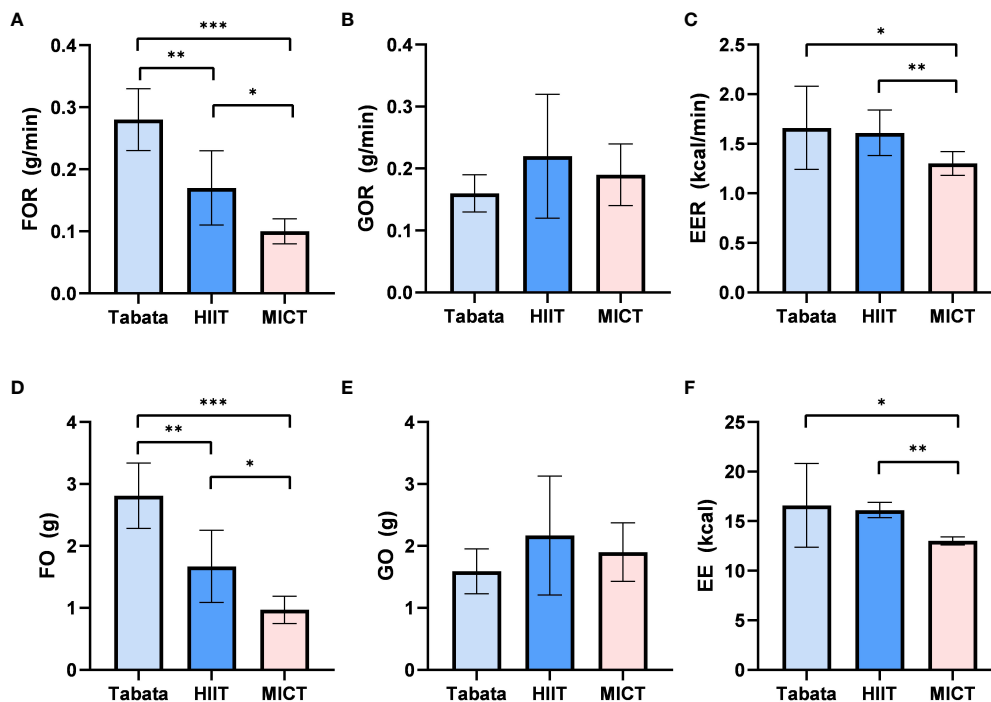 A
FOR (g/min)
0.4
0.3
0.2
0.1
0.0
***
**
*
Tabata HIIT MICT
B
GOR (g/min)
0.4
0.3
0.2
0.1
0.0
Tabata HIIT MICT
C
EER (kcal/min)
2.5
2.0
1.5
1.0
0.5
0.0
*
**
Tabata HIIT MICT
D
FO (g)
4
3
2
1
0
***
**
*
Tabata HIIT MICT
E
GO (g)
4
3
2
1
0
Tabata HIIT MICT
F
EE (kcal)
25
20
15
10
5
0
*
**
Tabata HIIT MICT